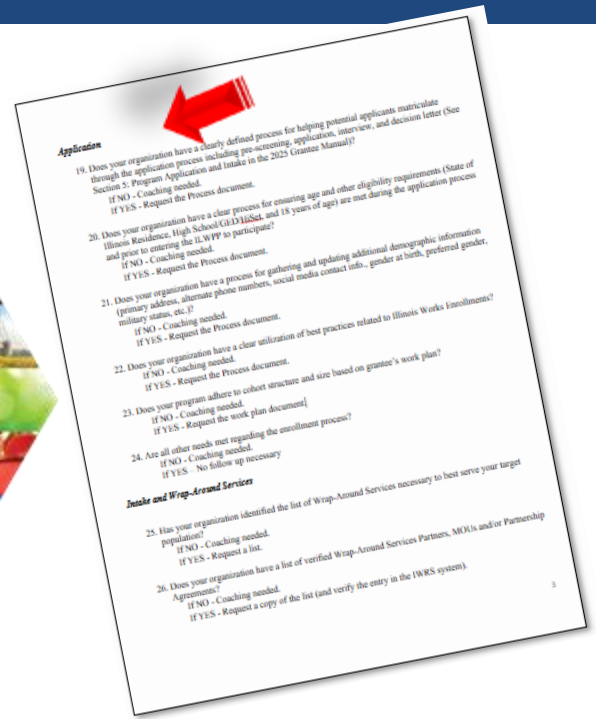 Application
19. Does your organization have a clearly defined process for helping potential applicants matriculate
through the application process including pre-screening, application, interview, and decision letter (See
Section 5: Program Application and Intake in the 2025 Grantee Manual)?
If NO - Coaching needed.
If YES - Request the Process document.
20. Does your organization have a clear process for ensuring age and other eligibility requirements (State of
Illinois Residence, High School/GED/HiSet, and 18 years of age) are met during the application process
and prior to entering the ILWPP to participate?
If NO - Coaching needed.
If YES - Request the Process document.
21. Does your organization have a process for gathering and updating additional demographic information
(primary address, alternate phone numbers, social media contact info., gender at birth, preferred gender,
military status, etc.)?
If NO - Coaching needed.
If YES - Request the Process document.
22. Does your organization have a clear utilization of best practices related to Illinois Works Enrollments?
If NO - Coaching needed.
If YES - Request the Process document.
23. Does your program adhere to cohort structure and size based on grantee's work plan?
If NO - Coaching needed.
If YES - Request the work plan document
24. Are all other needs met regarding the enrollment process?
If NO - Coaching needed.
If YES - No follow up necessary
Intake and Wrap-Around Services
25. Has your organization identified the list of Wrap-Around Services necessary to best serve your target
population?
If NO - Coaching needed.
If YES - Request a list.
26. Does your organization have a list of verified Wrap-Around Services Partners, MOUs and/or Partnership
Agreements?
If NO - Coaching needed.
If YES - Request a copy of the list (and verify the entry in the IWRS system).
3